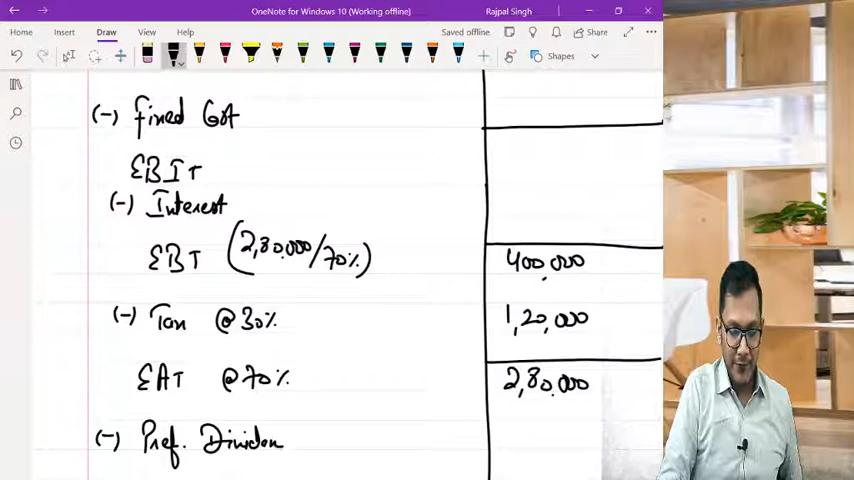 OneNote for Windows 10 (Working offline)
Rajpal Singh
Home Insert Draw View Help Saved offline Share
Shapes
(-) Fixed Cost
EBIT
(-) Interest
EBT (2,80,000/70%) 400,000
(-) Tax @30% 1,20,000
EAT @70% 2,80,000
(-) Pref. Dividen